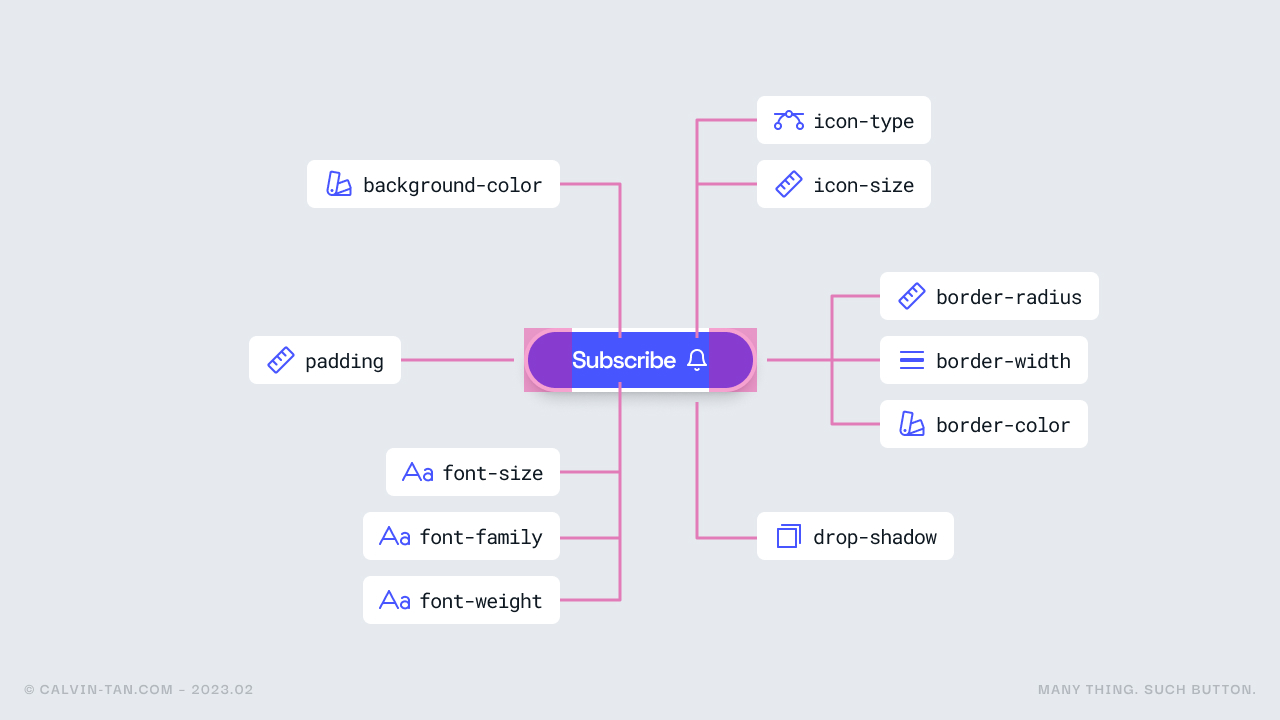 icon-type
background-color
icon-size
border-radius
padding
Subscribe
border-width
border-color
Aa font-size
Aa font-family
drop-shadow
Aa font-weight
© CALVIN-TAN.COM – 2023.02
MANY THING. SUCH BUTTON.